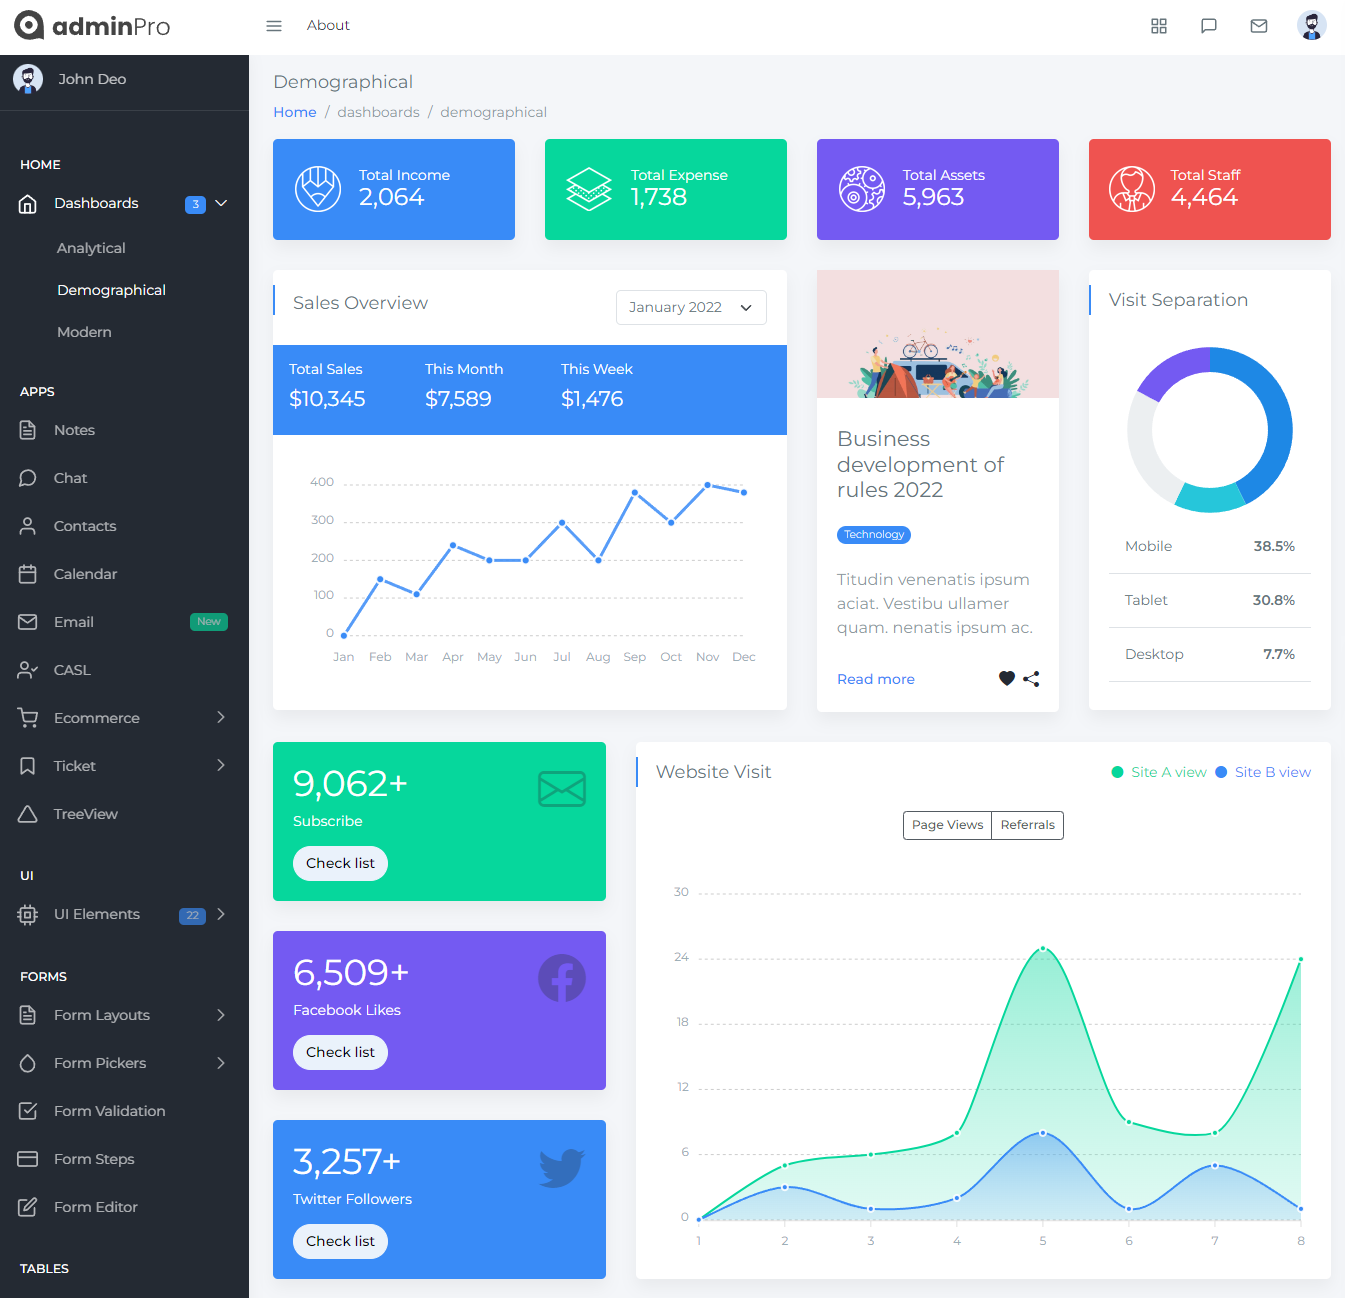 adminPro
About
John Deo
HOME
Dashboards 3
Analytical
Demographical
Modern
APPS
Notes
Chat
Contacts
Calendar
Email New
CASL
Ecommerce
Ticket
TreeView
UI
UI Elements 22
FORMS
Form Layouts
Form Pickers
Form Validation
Form Steps
Form Editor
TABLES
Demographical
Home / dashboards / demographical
Total Income
2,064
Total Expense
1,738
Total Assets
5,963
Total Staff
4,464
Sales Overview
January 2022
Total Sales This Month This Week
$10,345 $7,589 $1,476
400
300
200
100
0
Jan Feb Mar Apr May Jun Jul Aug Sep Oct Nov Dec
Business
development of
rules 2022
Technology
Titudin venenatis ipsum
aciat. Vestibu ullamer
quam. nenatis ipsum ac.
Read more
Visit Separation
Mobile 38.5%
Tablet 30.8%
Desktop 7.7%
9,062+
Subscribe
Check list
6,509+
Facebook Likes
Check list
3,257+
Twitter Followers
Check list
Website Visit
Site A view Site B view
Page Views Referrals
30
24
18
12
6
0
1 2 3 4 5 6 7 8